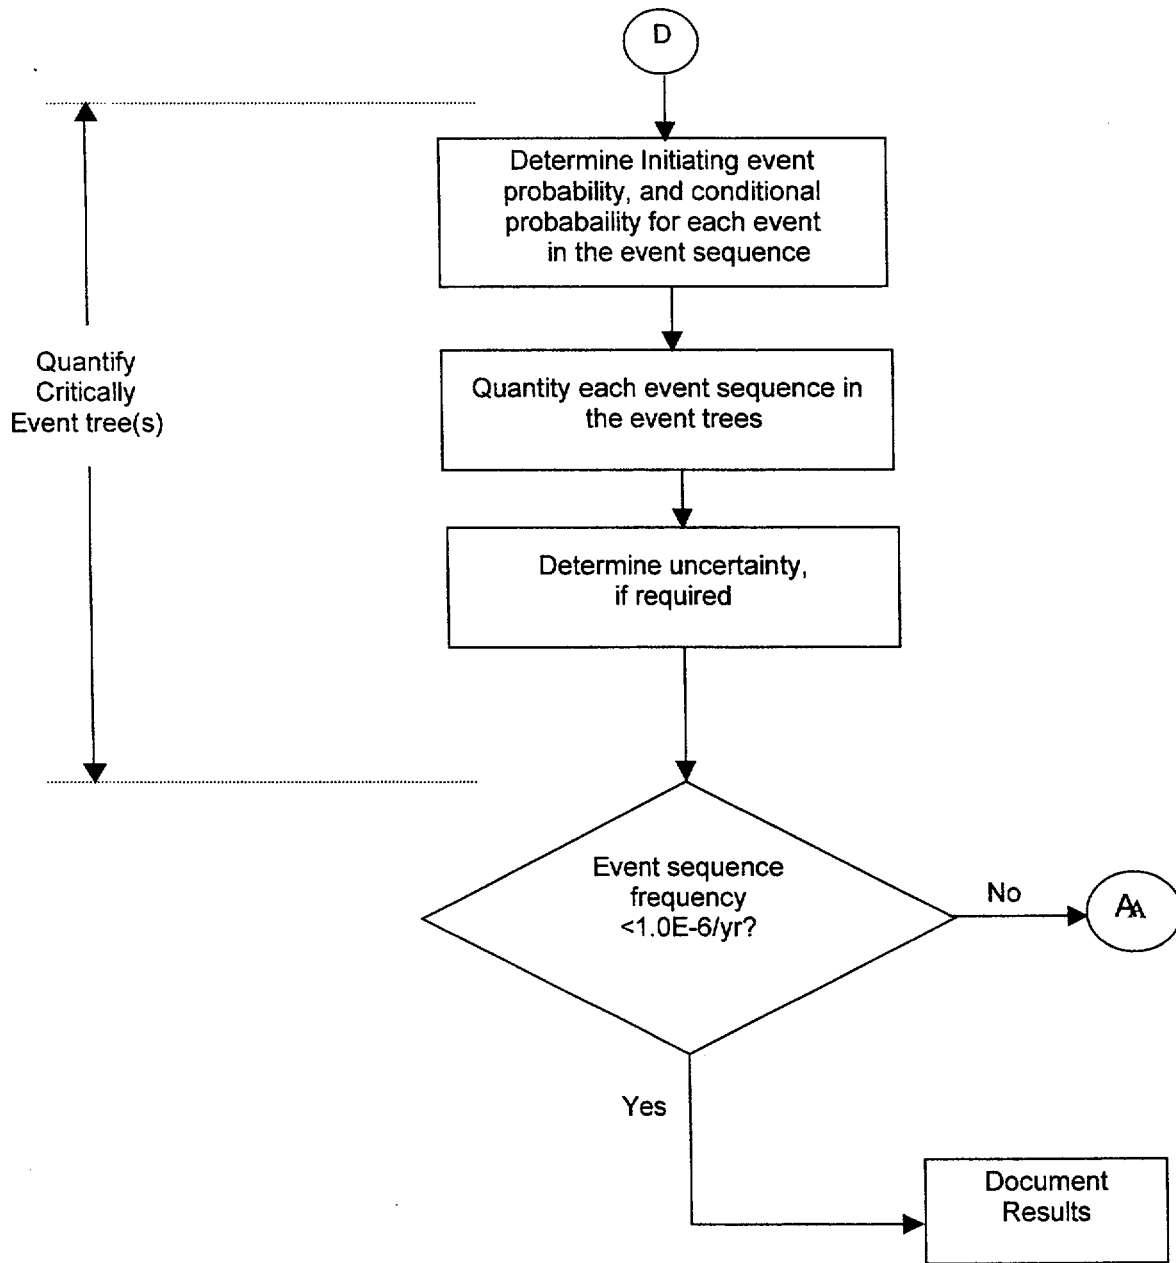 D
Determine Initiating event
probability, and conditional
probabaility for each event
in the event sequence
Quantify
Critically
Event tree(s)
Quantity each event sequence in
the event trees
Determine uncertainty,
if required
Event sequence
frequency
<1.0E-6/yr?
No
A
Yes
Document
Results